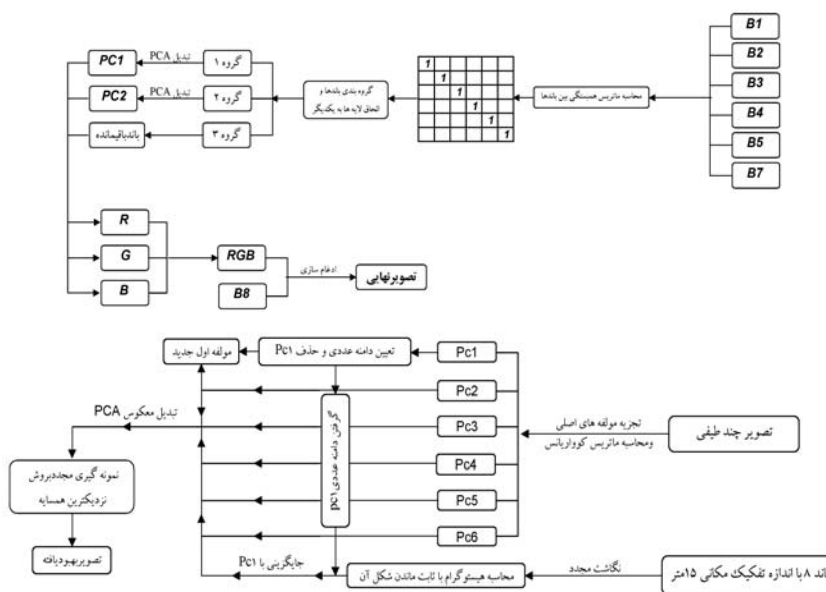 B1
B2
B3
B4
B5
B7
محاسبه ماتریس همبستگی بین باندها
1
1
1
1
1
1
گروه بندی باندها و
الحاق لایه ها به یکدیگر
گروه ۱
گروه ۲
گروه ۳
تبدیل PCA
تبدیل PCA
PC1
PC2
باندباقیمانده
R
G
B
RGB
B8
ادغام سازی
تصویرنهایی
تصویر چند طیفی
تجزیه مولفه های اصلی
ومحاسبه ماتریس کوواریانس
Pc1
Pc2
Pc3
Pc4
Pc5
Pc6
تعیین دامنه عددی و حذف Pc۱
مولفه اول جدید
گرفتن دامنه عددی pc۱
تبدیل معکوس PCA
نمونه گیری مجددبروش
نزدیکترین همسایه
تصویربهبودیافته
اند ۸ با اندازه تفکیک مکانی ۱۵متر
نگاشت مجدد
محاسبه هیستوگرام با ثابت ماندن شکل آن
جایگزینی با Pc۱